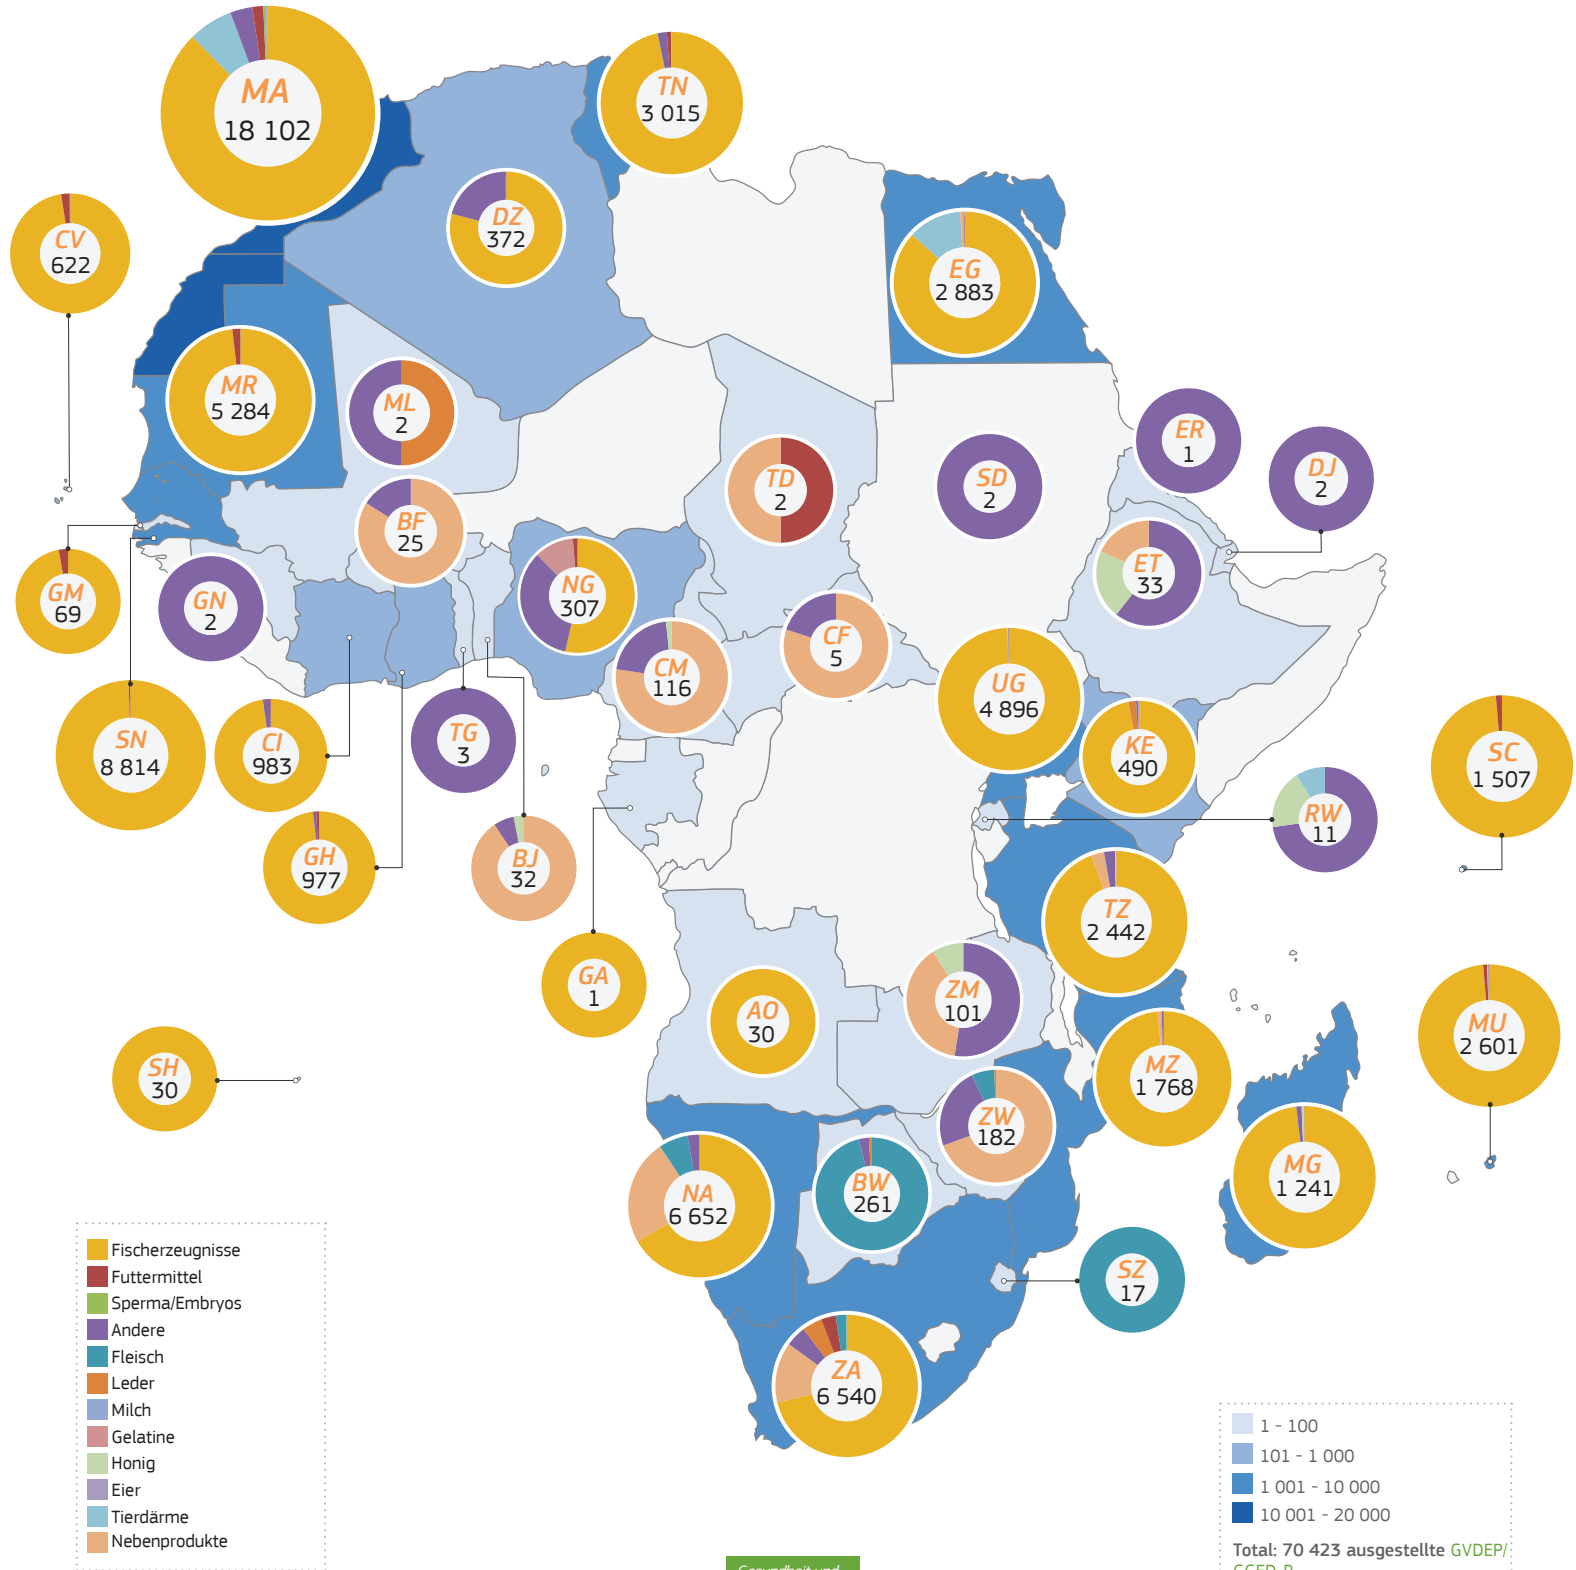 MA
18 102
TN
3 015
DZ
372
CV
622
EG
2 883
MR
5 284
ML
2
ER
1
DJ
2
TD
2
SD
2
BF
25
ET
33
NG
307
GM
69
GN
2
CF
5
CM
116
UG
4 896
SN
8 814
CI
983
TG
3
KE
490
SC
1 507
RW
11
GH
977
BJ
32
TZ
2 442
GA
1
AO
30
ZM
101
MU
2 601
SH
30
MZ
1 768
ZW
182
MG
1 241
NA
6 652
BW
261
SZ
17
ZA
6 540
Fischerzeugnisse
Futtermittel
Sperma/Embryos
Andere
Fleisch
Leder
Milch
Gelatine
Honig
Eier
Tierdärme
Nebenprodukte
1 - 100
101 - 1 000
1 001 - 10 000
10 001 - 20 000
Total: 70 423 ausgestellte GVDEP/